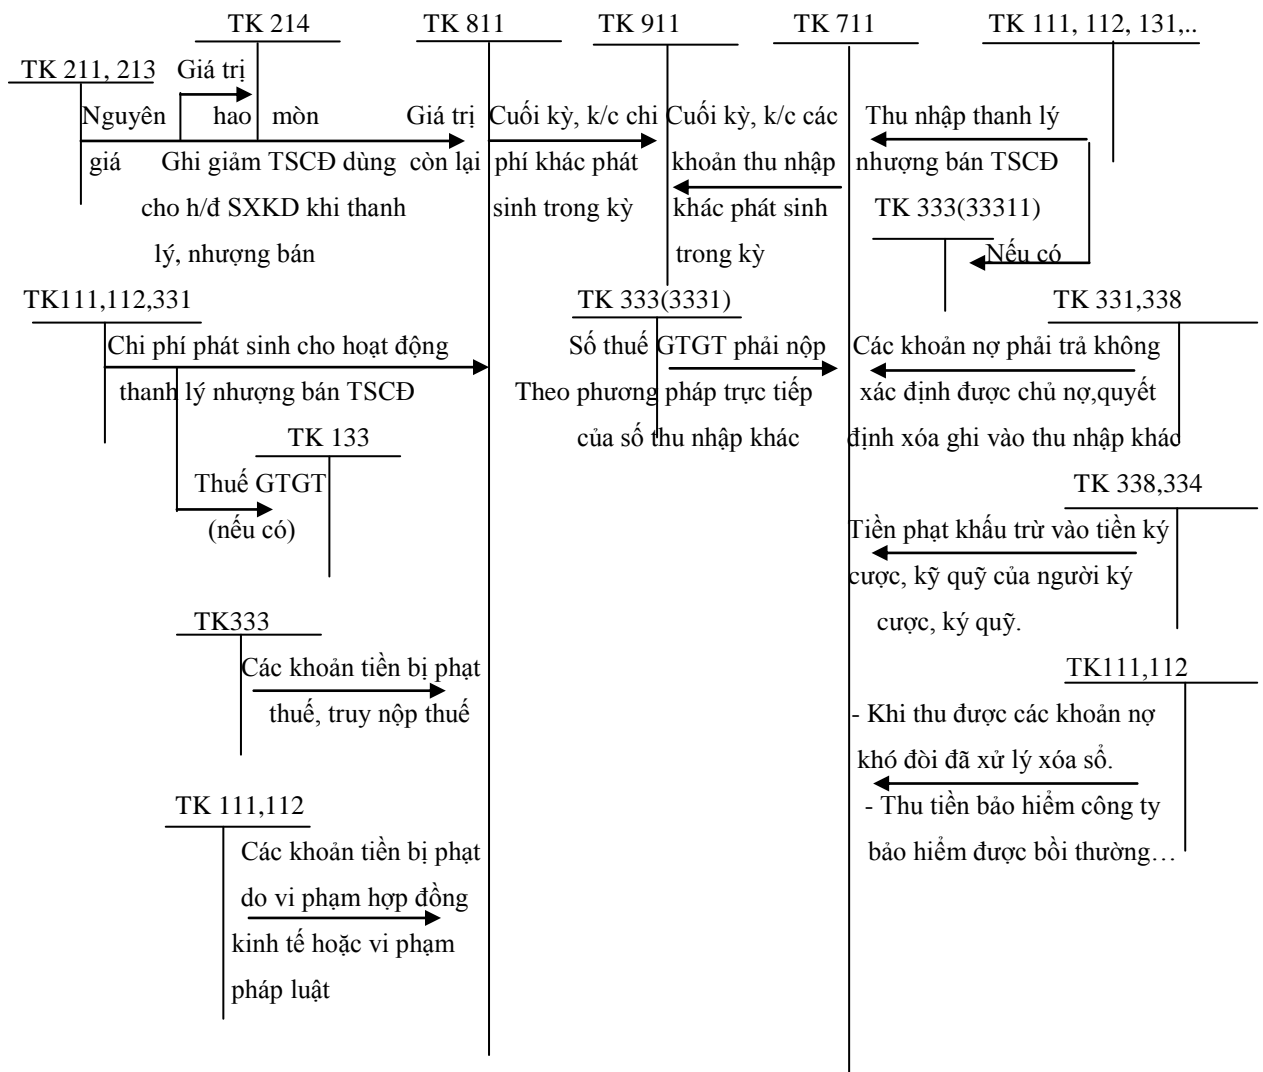 TK 214 TK 811 TK 911 TK 711 TK 111, 112, 131,..
TK 211, 213 Giá trị
Nguyên hao mòn Giá trị Cuối kỳ, k/c chi Cuối kỳ, k/c các Thu nhập thanh lý
giá Ghi giảm TSCĐ dùng còn lại phí khác phát khoản thu nhập nhượng bán TSCĐ
cho h/đ SXKD khi thanh sinh trong kỳ khác phát sinh TK 333(33311)
lý, nhượng bán trong kỳ Nếu có
TK111,112,331 TK 333(3331) TK 331,338
Chi phí phát sinh cho hoạt động Số thuế GTGT phải nộp Các khoản nợ phải trả không
thanh lý nhượng bán TSCĐ Theo phương pháp trực tiếp xác định được chủ nợ,quyết
TK 133 của số thu nhập khác định xóa ghi vào thu nhập khác
Thuế GTGT TK 338,334
(nếu có) Tiền phạt khấu trừ vào tiền ký
cược, kỹ quỹ của người ký
TK333 cược, ký quỹ.
Các khoản tiền bị phạt TK111,112
thuế, truy nộp thuế - Khi thu được các khoản nợ
khó đòi đã xử lý xóa sổ.
TK 111,112 - Thu tiền bảo hiểm công ty
Các khoản tiền bị phạt bảo hiểm được bồi thường…
do vi phạm hợp đồng
kinh tế hoặc vi phạm
pháp luật